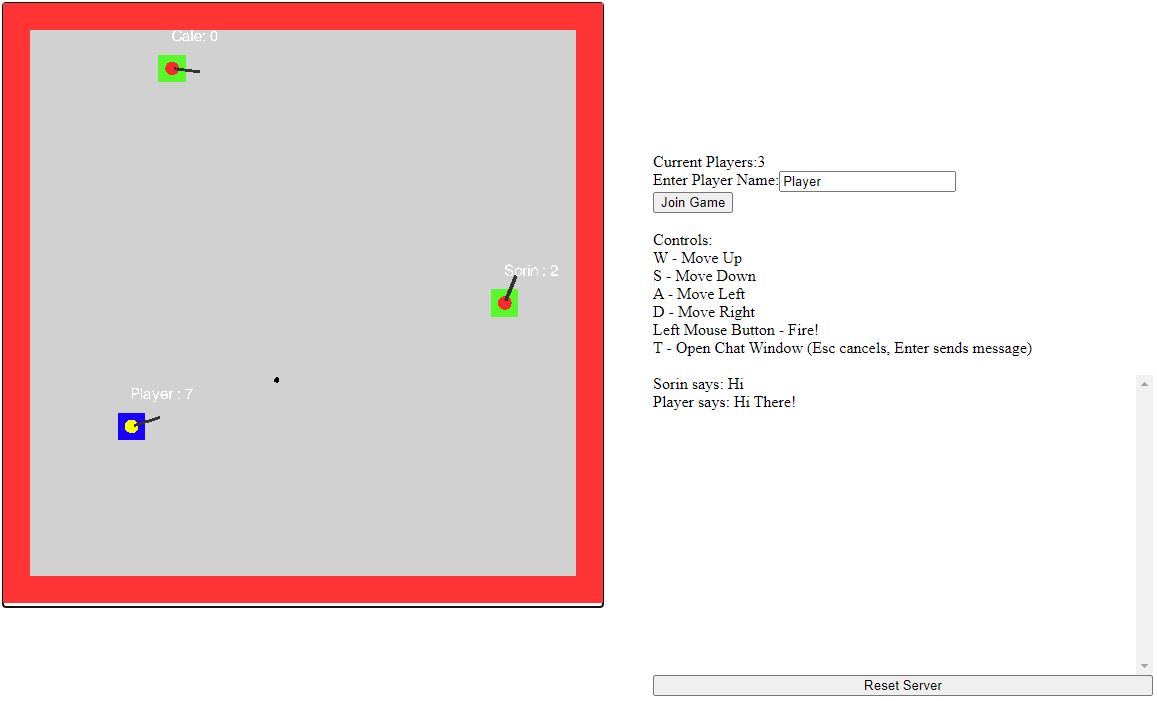 Cale: 0
Sorin : 2
Player : 7
Current Players:3
Enter Player Name:Player
Join Game
Controls:
W - Move Up
S - Move Down
A - Move Left
D - Move Right
Left Mouse Button - Fire!
T - Open Chat Window (Esc cancels, Enter sends message)
Sorin says: Hi
Player says: Hi There!
Reset Server